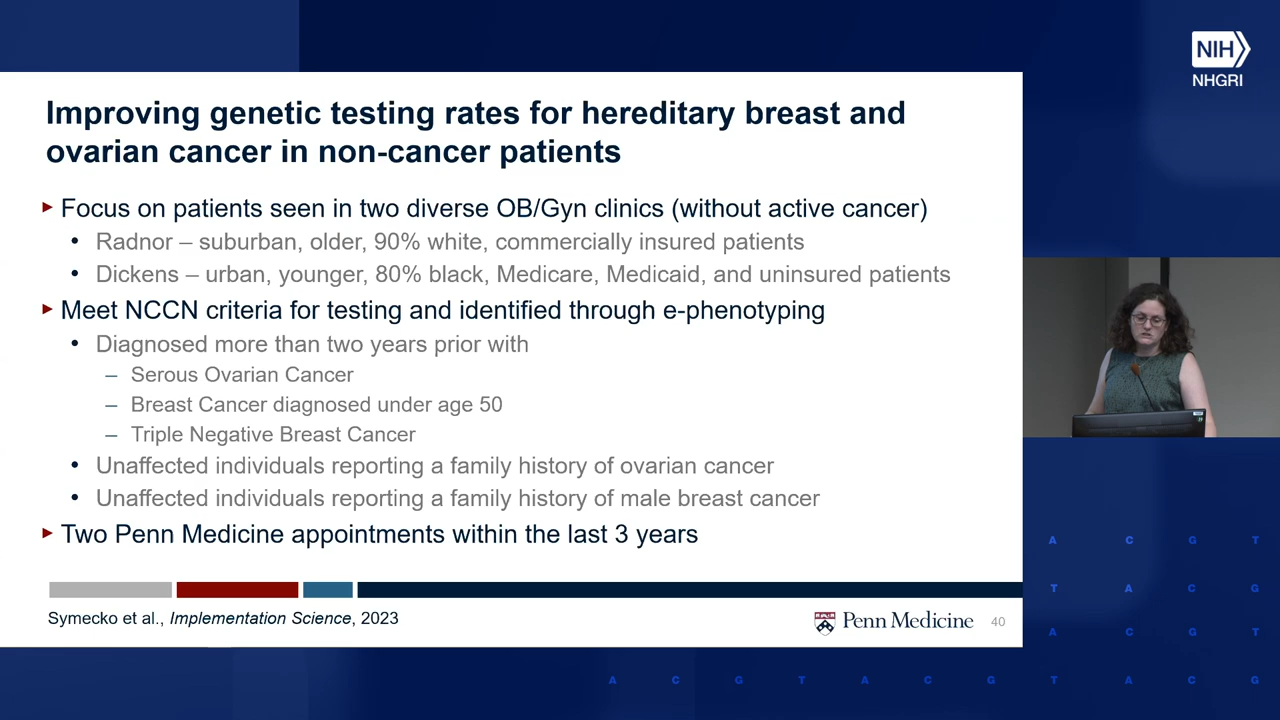 NIH
NHGRI
Improving genetic testing rates for hereditary breast and
ovarian cancer in non-cancer patients
Focus on patients seen in two diverse OB/Gyn clinics (without active cancer)
• Radnor – suburban, older, 90% white, commercially insured patients
• Dickens – urban, younger, 80% black, Medicare, Medicaid, and uninsured patients
Meet NCCN criteria for testing and identified through e-phenotyping
• Diagnosed more than two years prior with
– Serous Ovarian Cancer
– Breast Cancer diagnosed under age 50
– Triple Negative Breast Cancer
• Unaffected individuals reporting a family history of ovarian cancer
• Unaffected individuals reporting a family history of male breast cancer
Two Penn Medicine appointments within the last 3 years
Symecko et al., Implementation Science, 2023
Penn Medicine 40
A C G T
T A C G
A C G T
A C G T A C G T A C G